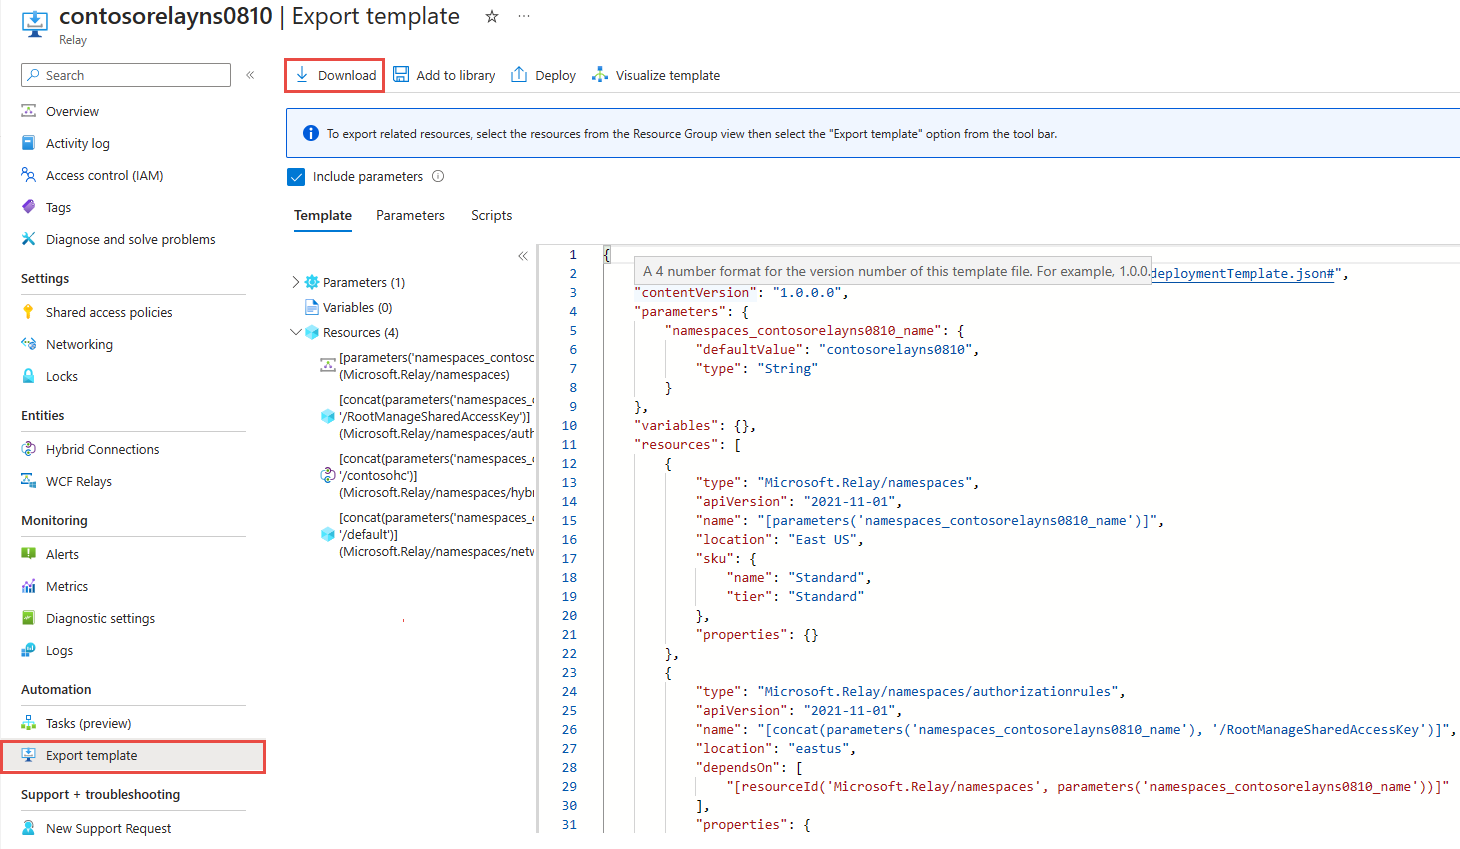 contosorelayns0810 | Export template ☆ ···
Relay
Search «
Overview
Activity log
Access control (IAM)
Tags
Diagnose and solve problems
Settings
Shared access policies
Networking
Locks
Entities
Hybrid Connections
WCF Relays
Monitoring
Alerts
Metrics
Diagnostic settings
Logs
Automation
Tasks (preview)
Export template
Support + troubleshooting
New Support Request
Download Add to library Deploy Visualize template
To export related resources, select the resources from the Resource Group view then select the "Export template" option from the tool bar.
Include parameters
Template Parameters Scripts
«
Parameters (1)
Variables (0)
Resources (4)
[parameters('namespaces_contoso
(Microsoft.Relay/namespaces)
[concat(parameters('namespaces_c
'/RootManageSharedAccessKey')]
(Microsoft.Relay/namespaces/auth
[concat(parameters('namespaces_c
'/contosohc')]
(Microsoft.Relay/namespaces/hybr
[concat(parameters('namespaces_c
'/default')]
(Microsoft.Relay/namespaces/netw
1 {
A 4 number format for the version number of this template file. For example, 1.0.0.
2 deploymentTemplate.json#",
3 "contentVersion": "1.0.0.0",
4 "parameters": {
5 "namespaces_contosorelayns0810_name": {
6 "defaultValue": "contosorelayns0810",
7 "type": "String"
8 }
9 },
10 "variables": {},
11 "resources": [
12 {
13 "type": "Microsoft.Relay/namespaces",
14 "apiVersion": "2021-11-01",
15 "name": "[parameters('namespaces_contosorelayns0810_name')]",
16 "location": "East US",
17 "sku": {
18 "name": "Standard",
19 "tier": "Standard"
20 },
21 "properties": {}
22 },
23 {
24 "type": "Microsoft.Relay/namespaces/authorizationrules",
25 "apiVersion": "2021-11-01",
26 "name": "[concat(parameters('namespaces_contosorelayns0810_name'), '/RootManageSharedAccessKey')]",
27 "location": "eastus",
28 "dependsOn": [
29 "[resourceId('Microsoft.Relay/namespaces', parameters('namespaces_contosorelayns0810_name'))]"
30 ],
31 "properties": {